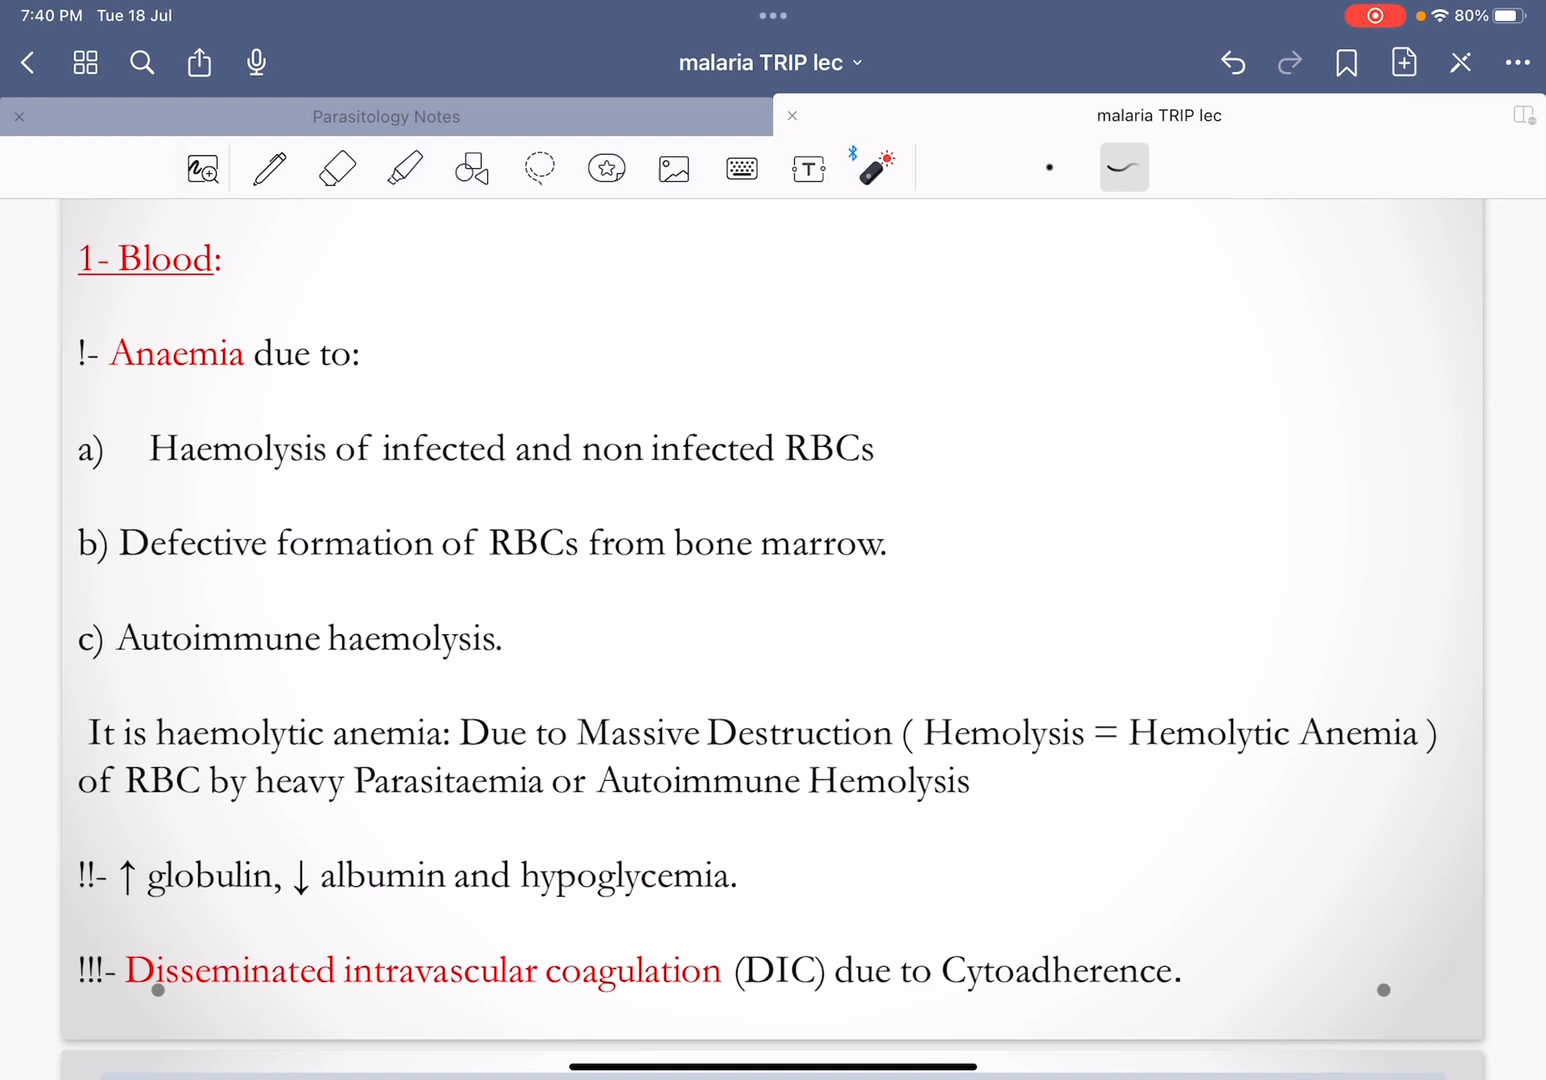 7:40 PM Tue 18 Jul
80%
malaria TRIP lec
Parasitology Notes
malaria TRIP lec
T
1- Blood:
!- Anaemia due to:
a) Haemolysis of infected and non infected RBCs
b) Defective formation of RBCs from bone marrow.
c) Autoimmune haemolysis.
It is haemolytic anemia: Due to Massive Destruction ( Hemolysis = Hemolytic Anemia )
of RBC by heavy Parasitaemia or Autoimmune Hemolysis
!!- ↑ globulin, ↓ albumin and hypoglycemia.
!!!- Disseminated intravascular coagulation (DIC) due to Cytoadherence.